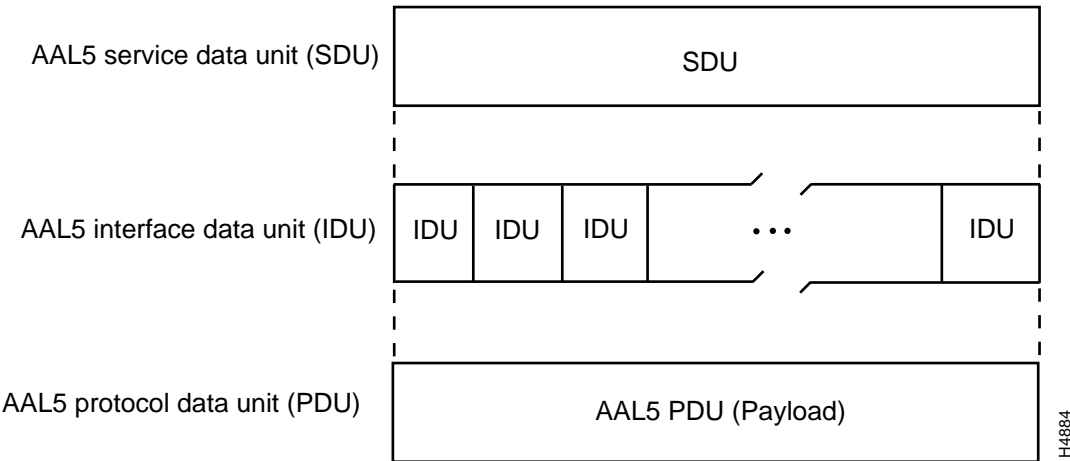 AAL5 service data unit (SDU)
SDU
AAL5 interface data unit (IDU)
IDU IDU IDU ... IDU
AAL5 protocol data unit (PDU)
AAL5 PDU (Payload)
H4884